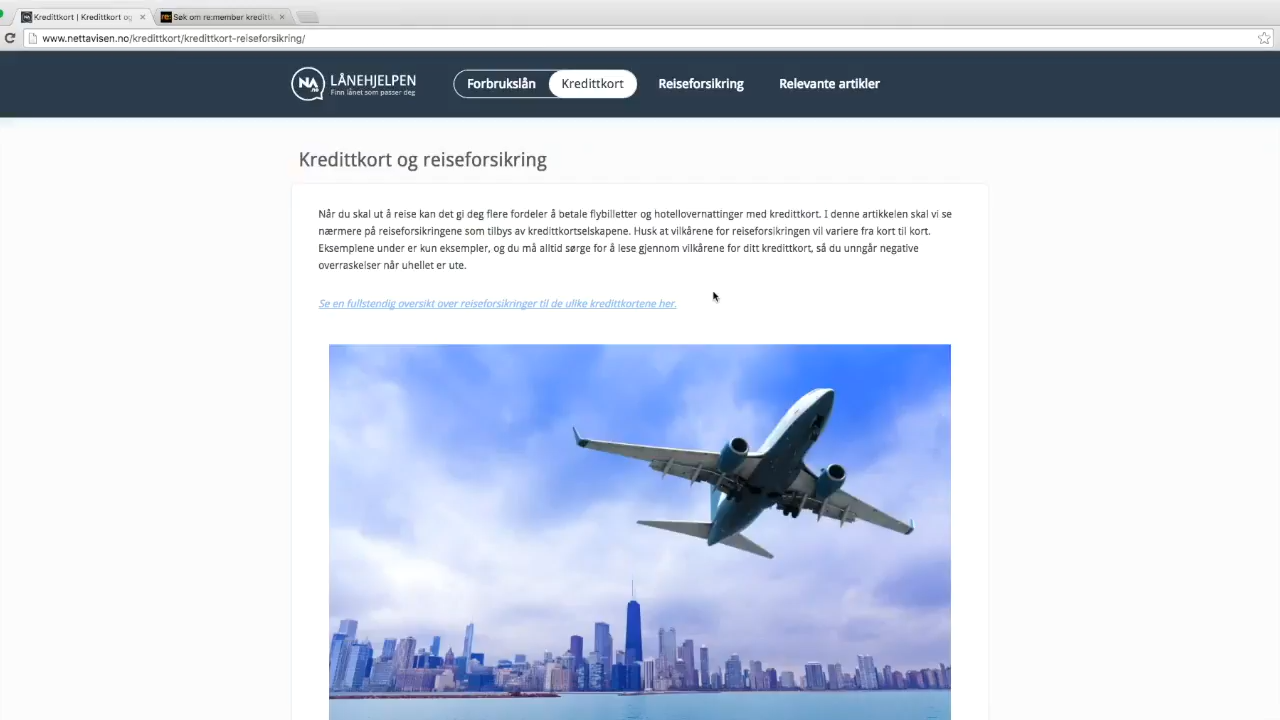 Kredittkort | Kredittkort og
Søk om re:member kreditt
www.nettavisen.no/kredittkort/kredittkort-reiseforsikring/
NA.no
LÅNEHJELPEN
Finn lånet som passer deg
Forbrukslån
Kredittkort
Reiseforsikring
Relevante artikler
Kredittkort og reiseforsikring
Når du skal ut å reise kan det gi deg flere fordeler å betale flybilletter og hotellovernattinger med kredittkort. I denne artikkelen skal vi se
nærmere på reiseforsikringene som tilbys av kredittkortselskapene. Husk at vilkårene for reiseforsikringen vil variere fra kort til kort.
Eksemplene under er kun eksempler, og du må alltid sørge for å lese gjennom vilkårene for ditt kredittkort, så du unngår negative
overraskelser når uhellet er ute.
Se en fullstendig oversikt over reiseforsikringer til de ulike kredittkortene her.